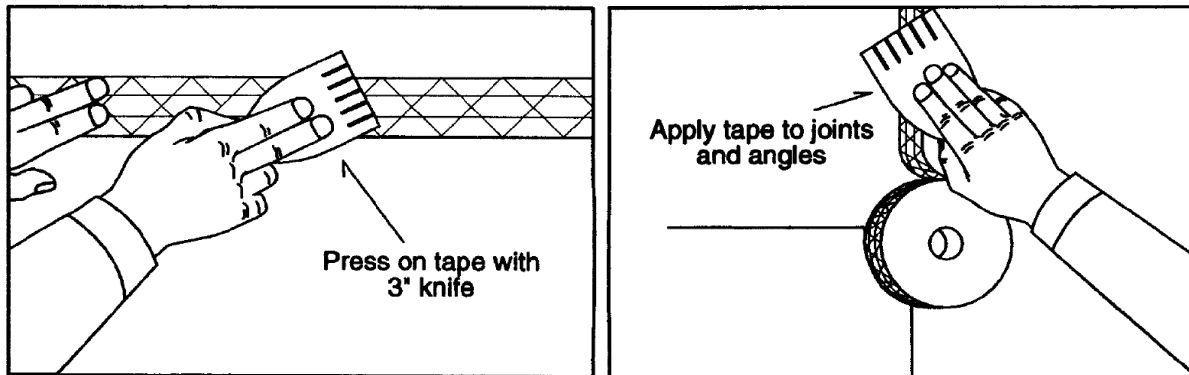 Press on tape with
3" knife
Apply tape to joints
and angles